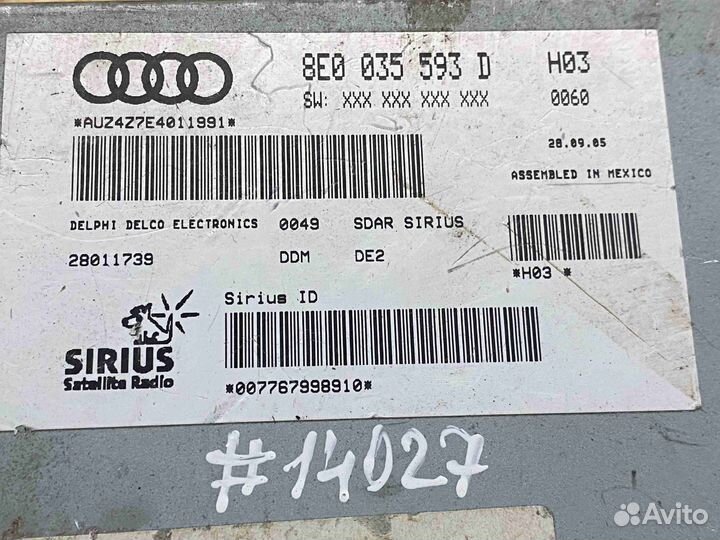 8E0 035 593 D H03
SW: XXX XXX XXX XXX 0060
*AUZ4Z7E4011991*
28.09.05
ASSEMBLED IN MEXICO
DELPHI DELCO ELECTRONICS 0049 SDAR SIRIUS
28011739 DDM DE2
*H03 *
Sirius ID
SIRIUS
Satellite Radio
*007767998910*
#14027
Avito